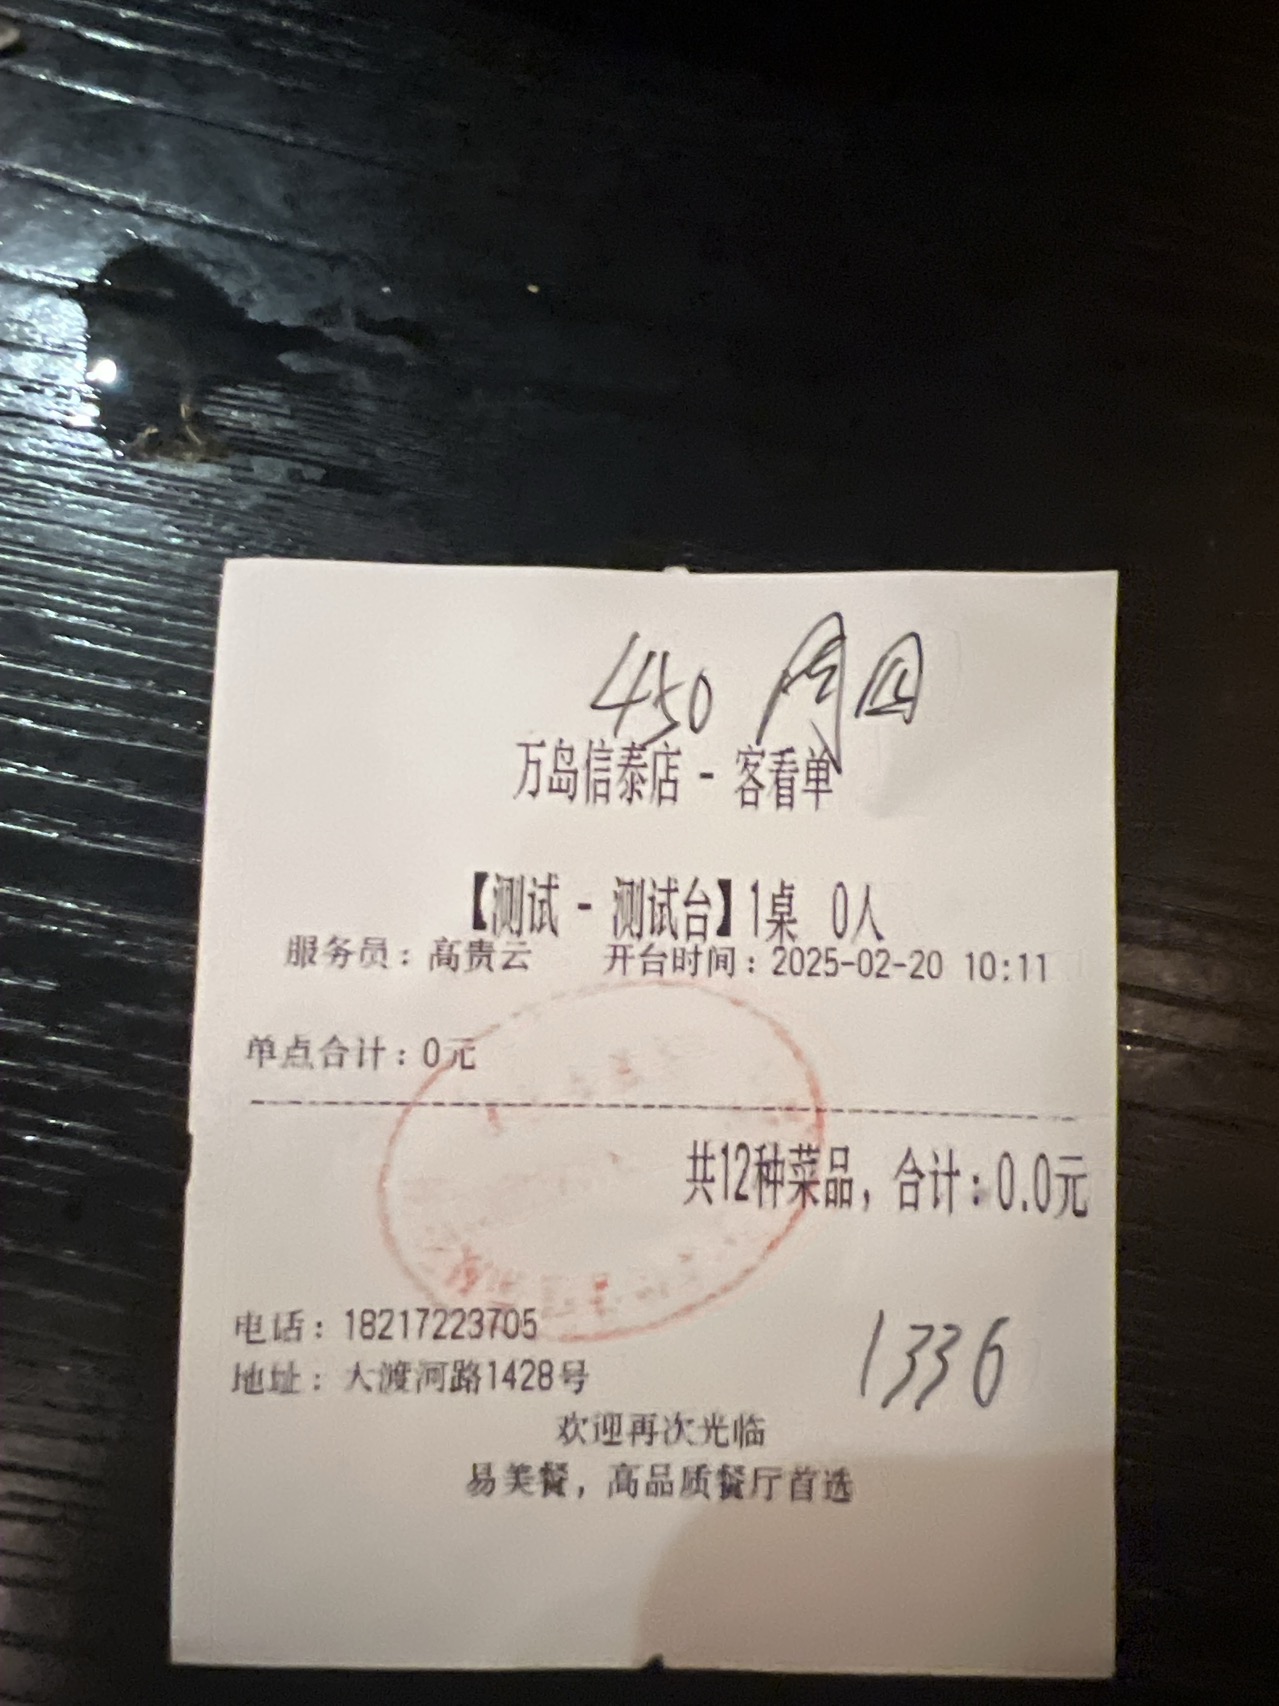 450 周四
万岛信泰店 - 客看单
【测试 - 测试台】1桌 0人
服务员：高贵云 开台时间：2025-02-20 10:11
单点合计：0元
共12种菜品，合计：0.0元
电话：18217223705
地址：大渡河路1428号
1336
欢迎再次光临
易美餐，高品质餐厅首选